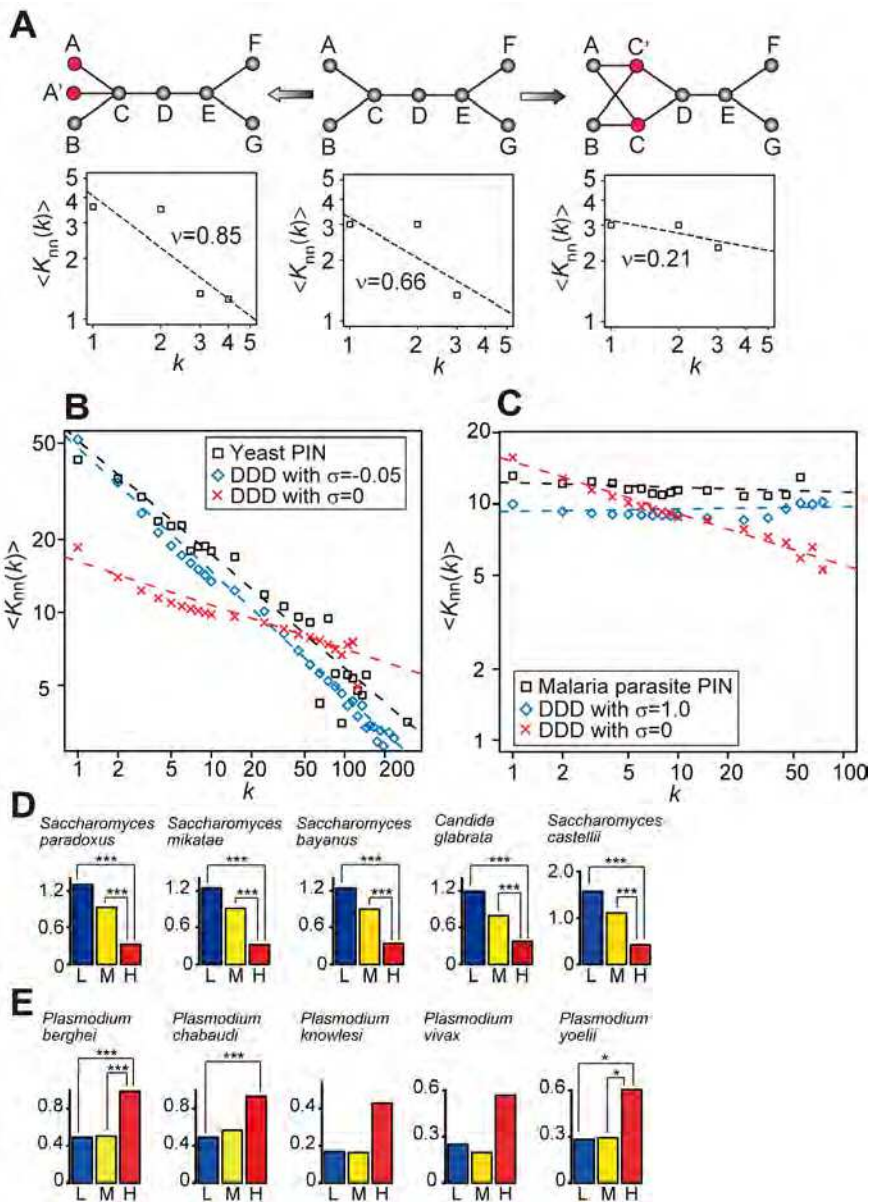 A
A
A'
B
C
D
E
F
G
A
B
C
D
E
F
G
A
B
C'
C
D
E
F
G
<Knn(k)>
5
4
3
2
1
ν=0.85
1 2 3 4 5
k
<Knn(k)>
5
4
3
2
1
ν=0.66
1 2 3 4 5
k
<Knn(k)>
5
4
3
2
1
ν=0.21
1 2 3 4 5
k
B
<Knn(k)>
50
20
10
5
Yeast PIN
DDD with σ=-0.05
DDD with σ=0
1 2 5 10 20 50 100 200
k
C
<Knn(k)>
20
10
5
2
1
Malaria parasite PIN
DDD with σ=1.0
DDD with σ=0
1 2 5 10 20 50 100
k
D
Saccharomyces
paradoxus
***
***
1.2
0.6
0
L M H
Saccharomyces
mikatae
***
***
1.2
0.6
0
L M H
Saccharomyces
bayanus
***
***
1.2
0.6
0
L M H
Candida
glabrata
***
***
1.2
0.6
0
L M H
Saccharomyces
castellii
***
***
2.0
1.0
0
L M H
E
Plasmodium
berghei
***
***
0.8
0.4
0
L M H
Plasmodium
chabaudi
***
0.8
0.4
0
L M H
Plasmodium
knowlesi
0.4
0.2
0
L M H
Plasmodium
vivax
0.6
0.3
0
L M H
Plasmodium
yoelii
*
*
0.6
0.3
0
L M H